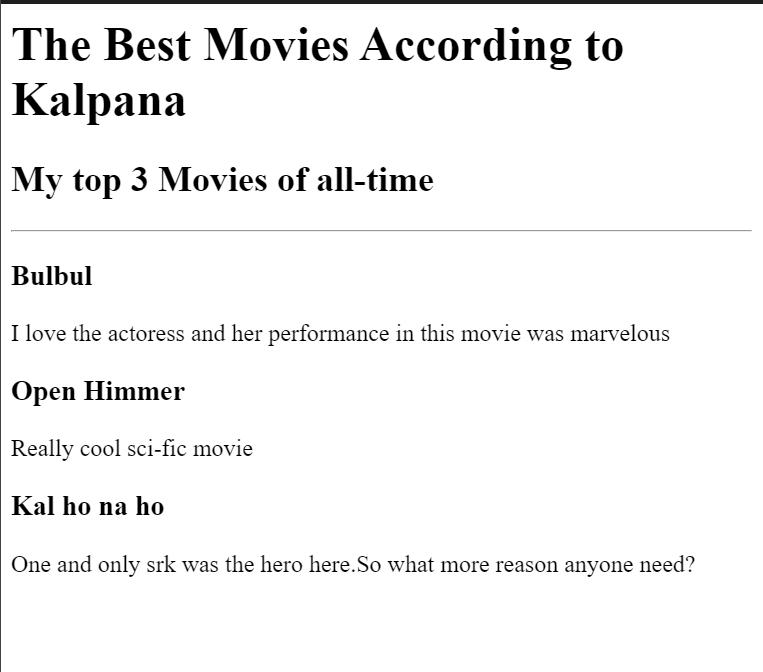 The Best Movies According to
Kalpana
My top 3 Movies of all-time
Bulbul
I love the actoress and her performance in this movie was marvelous
Open Himmer
Really cool sci-fic movie
Kal ho na ho
One and only srk was the hero here.So what more reason anyone need?